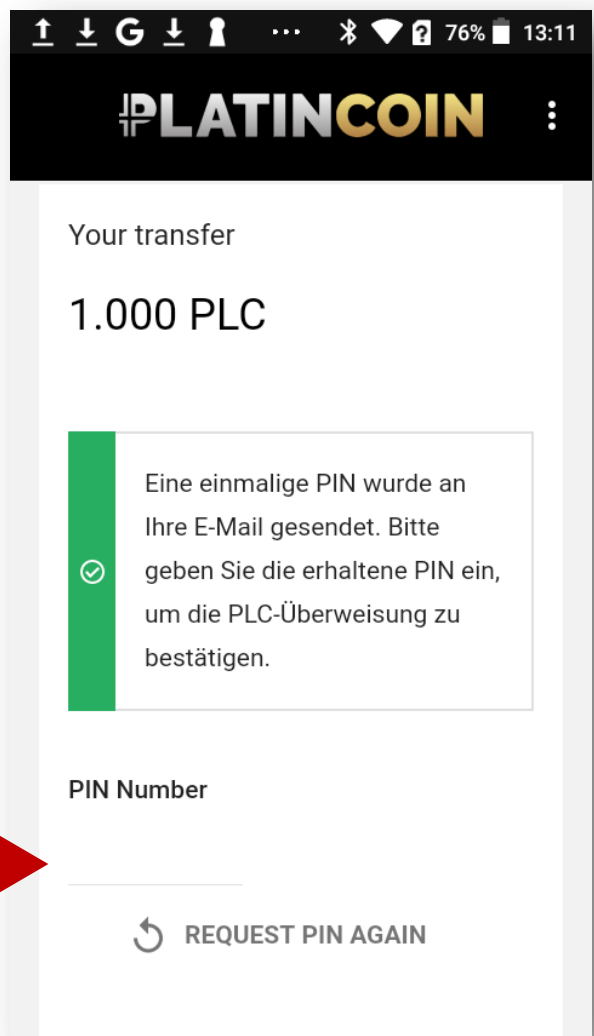 G ... 76% 13:11
PLATINCOIN
Your transfer
1.000 PLC
Eine einmalige PIN wurde an
Ihre E-Mail gesendet. Bitte
geben Sie die erhaltene PIN ein,
um die PLC-Überweisung zu
bestätigen.
PIN Number
REQUEST PIN AGAIN